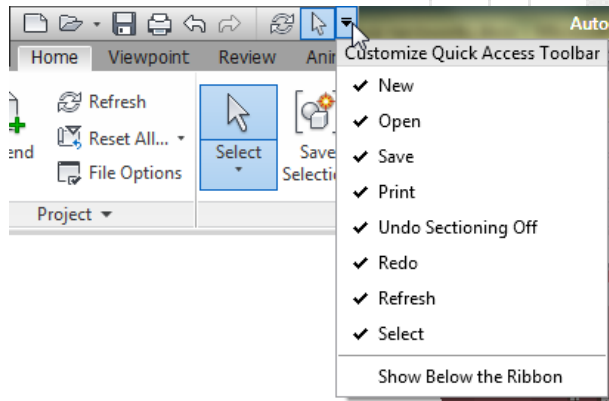 Auto
Home Viewpoint Review Ani
Customize Quick Access Toolbar
New
Open
Save
Print
Undo Sectioning Off
Redo
Refresh
Select
Show Below the Ribbon
end
Refresh
Reset All...
File Options
Select
Save
Selectio
Project